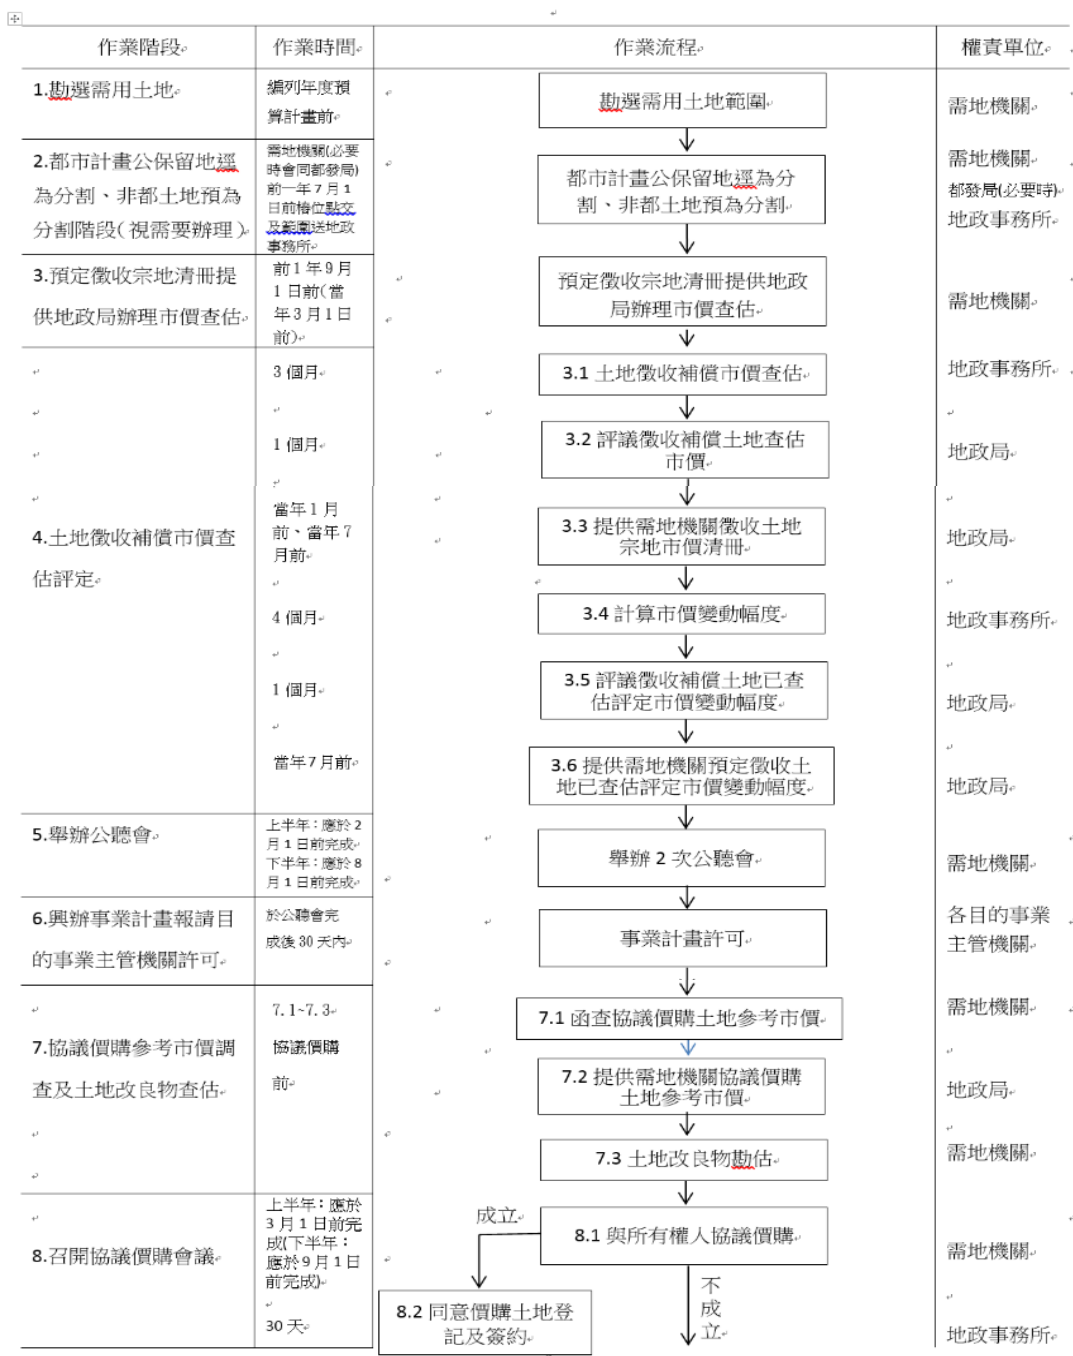 作業階段
作業時間
作業流程
權責單位
1.勘選需用土地
編列年度預
算計畫前
勘選需用土地範圍
需地機關
2.都市計畫公保留地逕
為分割、非都土地預為
分割階段(視需要辦理)
需地機關(必要
時會同都發局)
前一年7月1
日前樁位點交
及範圍送地政
事務所
都市計畫公保留地逕為分
割、非都土地預為分割
需地機關
都發局(必要時)
地政事務所
3.預定徵收宗地清冊提
供地政局辦理市價查估
前1年9月
1日前(當
年3月1日
前)
預定徵收宗地清冊提供地政
局辦理市價查估
需地機關
4.土地徵收補償市價查
估評定
3個月
3.1 土地徵收補償市價查估
地政事務所
1個月
3.2 評議徵收補償土地查估
市價
地政局
當年1月
前、當年7
月前
3.3 提供需地機關徵收土地
宗地市價清冊
地政局
4個月
3.4 計算市價變動幅度
地政事務所
1個月
3.5 評議徵收補償土地已查
估評定市價變動幅度
地政局
當年7月前
3.6 提供需地機關預定徵收土
地已查估評定市價變動幅度
地政局
5.舉辦公聽會
上半年:應於2
月1日前完成
下半年:應於8
月1日前完成
舉辦2次公聽會
需地機關
6.興辦事業計畫報請目
的事業主管機關許可
於公聽會完
成後30天內
事業計畫許可
各目的事業
主管機關
7.協議價購參考市價調
查及土地改良物查估
7.1~7.3
協議價購
前
7.1 函查協議價購土地參考市價
需地機關
7.2 提供需地機關協議價購
土地參考市價
地政局
7.3 土地改良物勘估
需地機關
8.召開協議價購會議
上半年:應於
3月1日前完
成(下半年:
應於9月1日
前完成)
30天
成立
8.1 與所有權人協議價購
需地機關
不
成
立
8.2 同意價購土地登
記及簽約
地政事務所